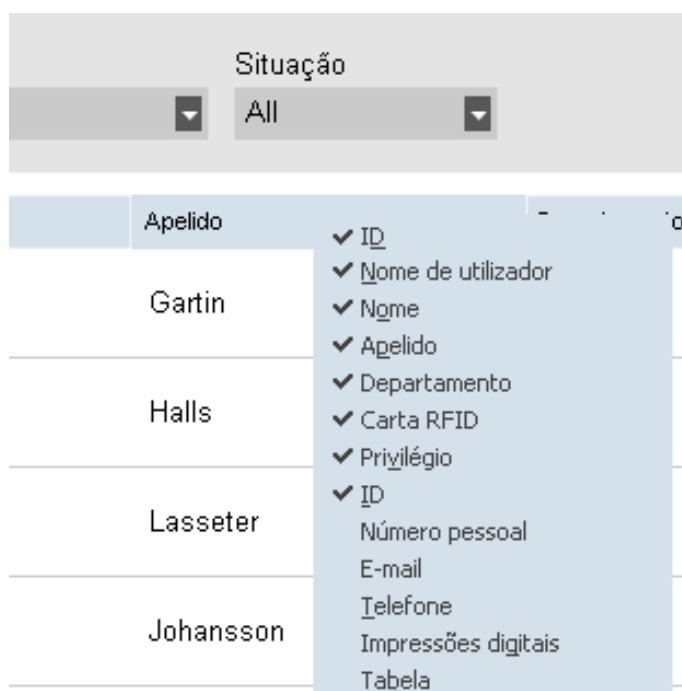 Situação
All
Apelido
Gartin
Halls
Lasseter
Johansson
ID
Nome de utilizador
Nome
Apelido
Departamento
Carta RFID
Privilégio
ID
Número pessoal
E-mail
Telefone
Impressões digitais
Tabela